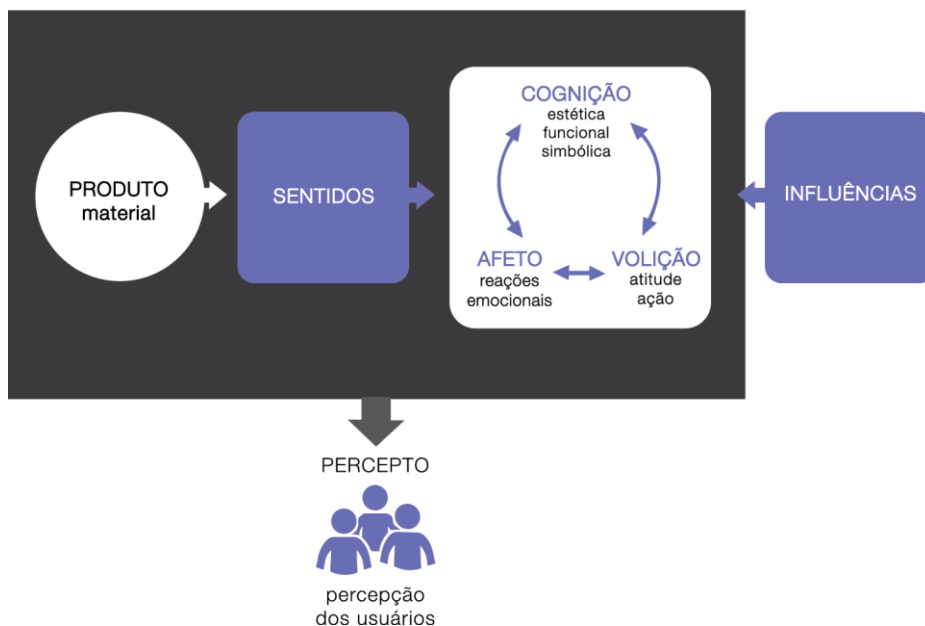 PRODUTO
material
SENTIDOS
COGNIÇÃO
estética
funcional
simbólica
AFETO
reações
emocionais
VOLIÇÃO
atitude
ação
INFLUÊNCIAS
PERCEPTO
percepção
dos usuários